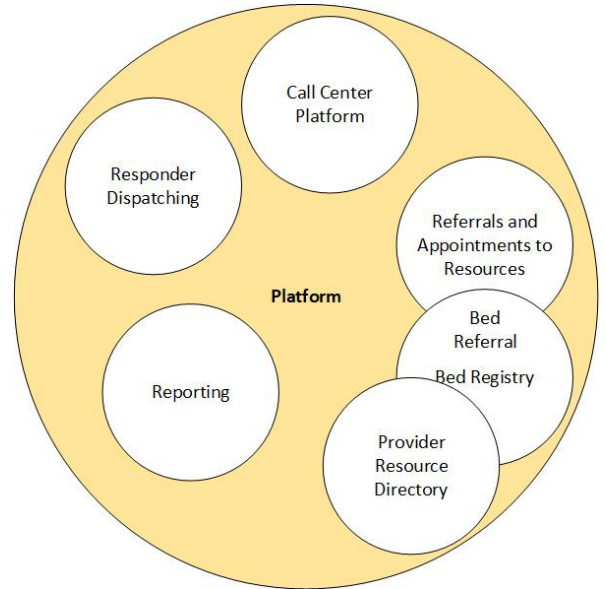 Call Center
Platform
Responder
Dispatching
Referrals and
Appointments to
Resources
Platform
Bed
Referral
Bed Registry
Reporting
Provider
Resource
Directory